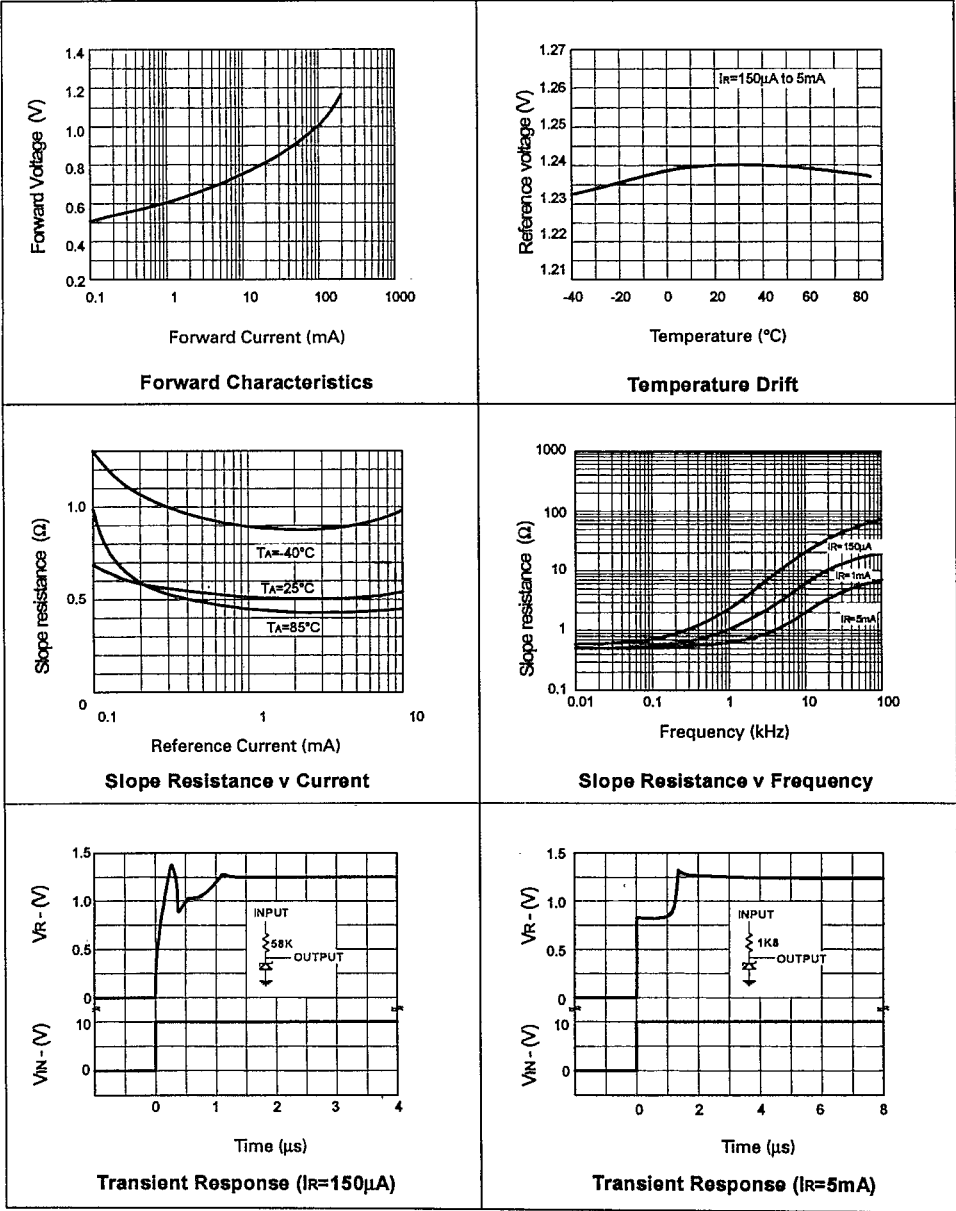 1.4
1.2
1.0
0.8
0.6
0.4
0.2
Forward Voltage (V)
0.1 1 10 100 1000
Forward Current (mA)
Forward Characteristics
1.27
1.26
1.25
1.24
1.23
1.22
1.21
Reference voltage (V)
IR=150µA to 5mA
-40 -20 0 20 40 60 80
Temperature (°C)
Temperature Drift
1.0
0.5
0
Slope resistance (Ω)
TA=-40°C
TA=25°C
TA=85°C
0.1 1 10
Reference Current (mA)
Slope Resistance v Current
1000
100
10
1
0.1
Slope resistance (Ω)
IR=150µA
IR=1mA
IR=5mA
0.01 0.1 1 10 100
Frequency (kHz)
Slope Resistance v Frequency
1.5
1.0
0.5
0
VR - (V)
INPUT
58K
OUTPUT
10
0
VIN - (V)
0 1 2 3 4
Time (µs)
Transient Response (IR=150µA)
1.5
1.0
0.5
0
VR - (V)
INPUT
1K8
OUTPUT
10
0
VIN - (V)
0 2 4 6 8
Time (µs)
Transient Response (IR=5mA)